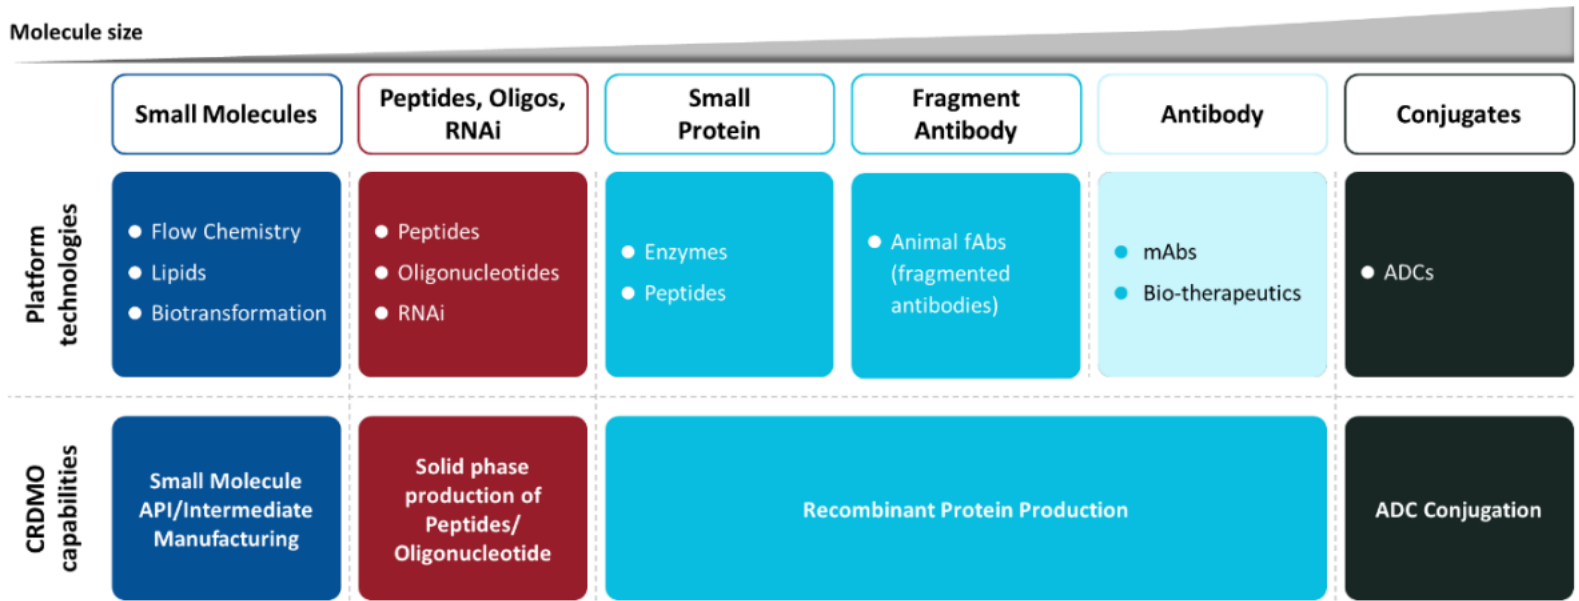 Molecule size
Small Molecules
Peptides, Oligos,
RNAi
Small
Protein
Fragment
Antibody
Antibody
Conjugates
Platform
technologies
Flow Chemistry
Lipids
Biotransformation
Peptides
Oligonucleotides
RNAi
Enzymes
Peptides
Animal fAbs
(fragmented
antibodies)
mAbs
Bio-therapeutics
ADCs
CRDMO
capabilities
Small Molecule
API/Intermediate
Manufacturing
Solid phase
production of
Peptides/
Oligonucleotide
Recombinant Protein Production
ADC Conjugation